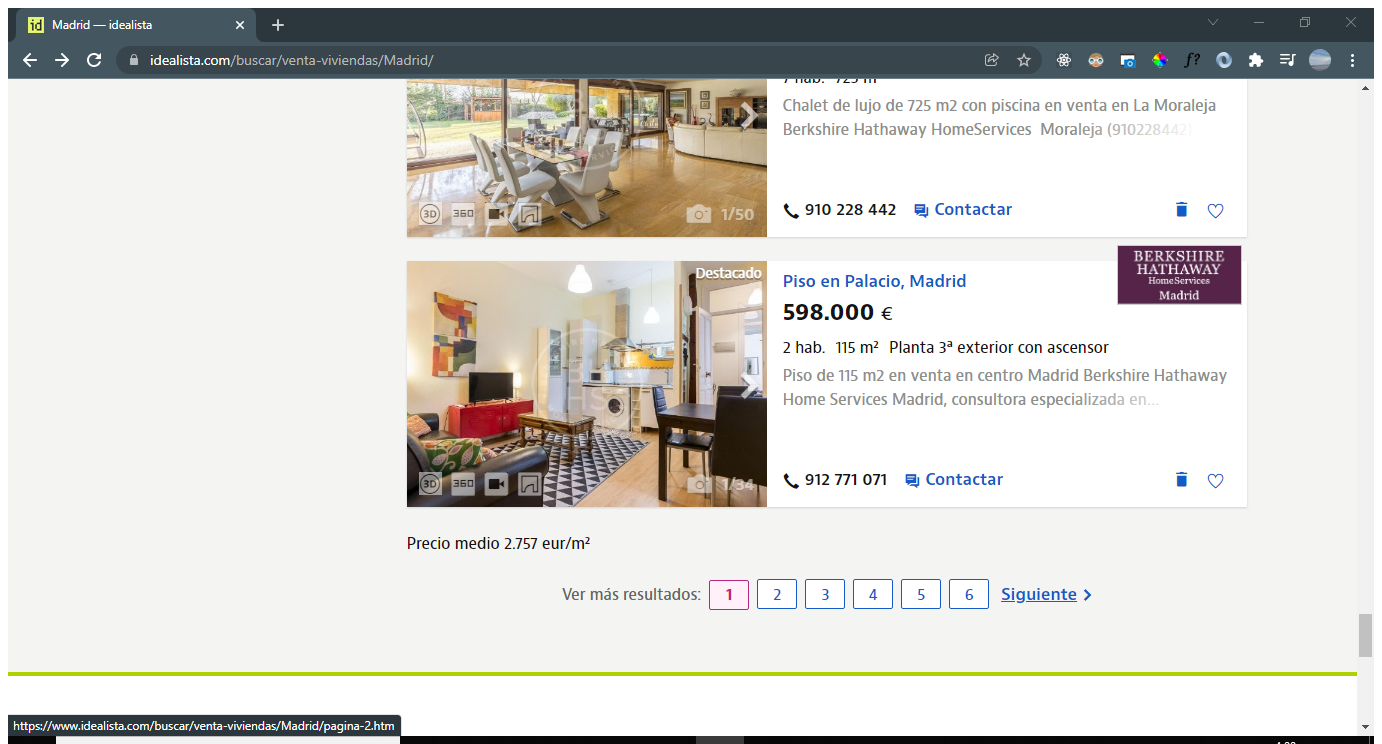 id Madrid — idealista
idealista.com/buscar/venta-viviendas/Madrid/
f?
7 hab. 725 m²
Chalet de lujo de 725 m2 con piscina en venta en La Moraleja
Berkshire Hathaway HomeServices Moraleja (910228442)
3D 360 1/50
910 228 442 Contactar
Destacado
BERKSHIRE
HATHAWAY
HomeServices
Madrid
Piso en Palacio, Madrid
598.000 €
2 hab. 115 m² Planta 3ª exterior con ascensor
Piso de 115 m2 en venta en centro Madrid Berkshire Hathaway
Home Services Madrid, consultora especializada en...
3D 360 1/34
912 771 071 Contactar
Precio medio 2.757 eur/m²
Ver más resultados: 1 2 3 4 5 6 Siguiente
https://www.idealista.com/buscar/venta-viviendas/Madrid/pagina-2.htm